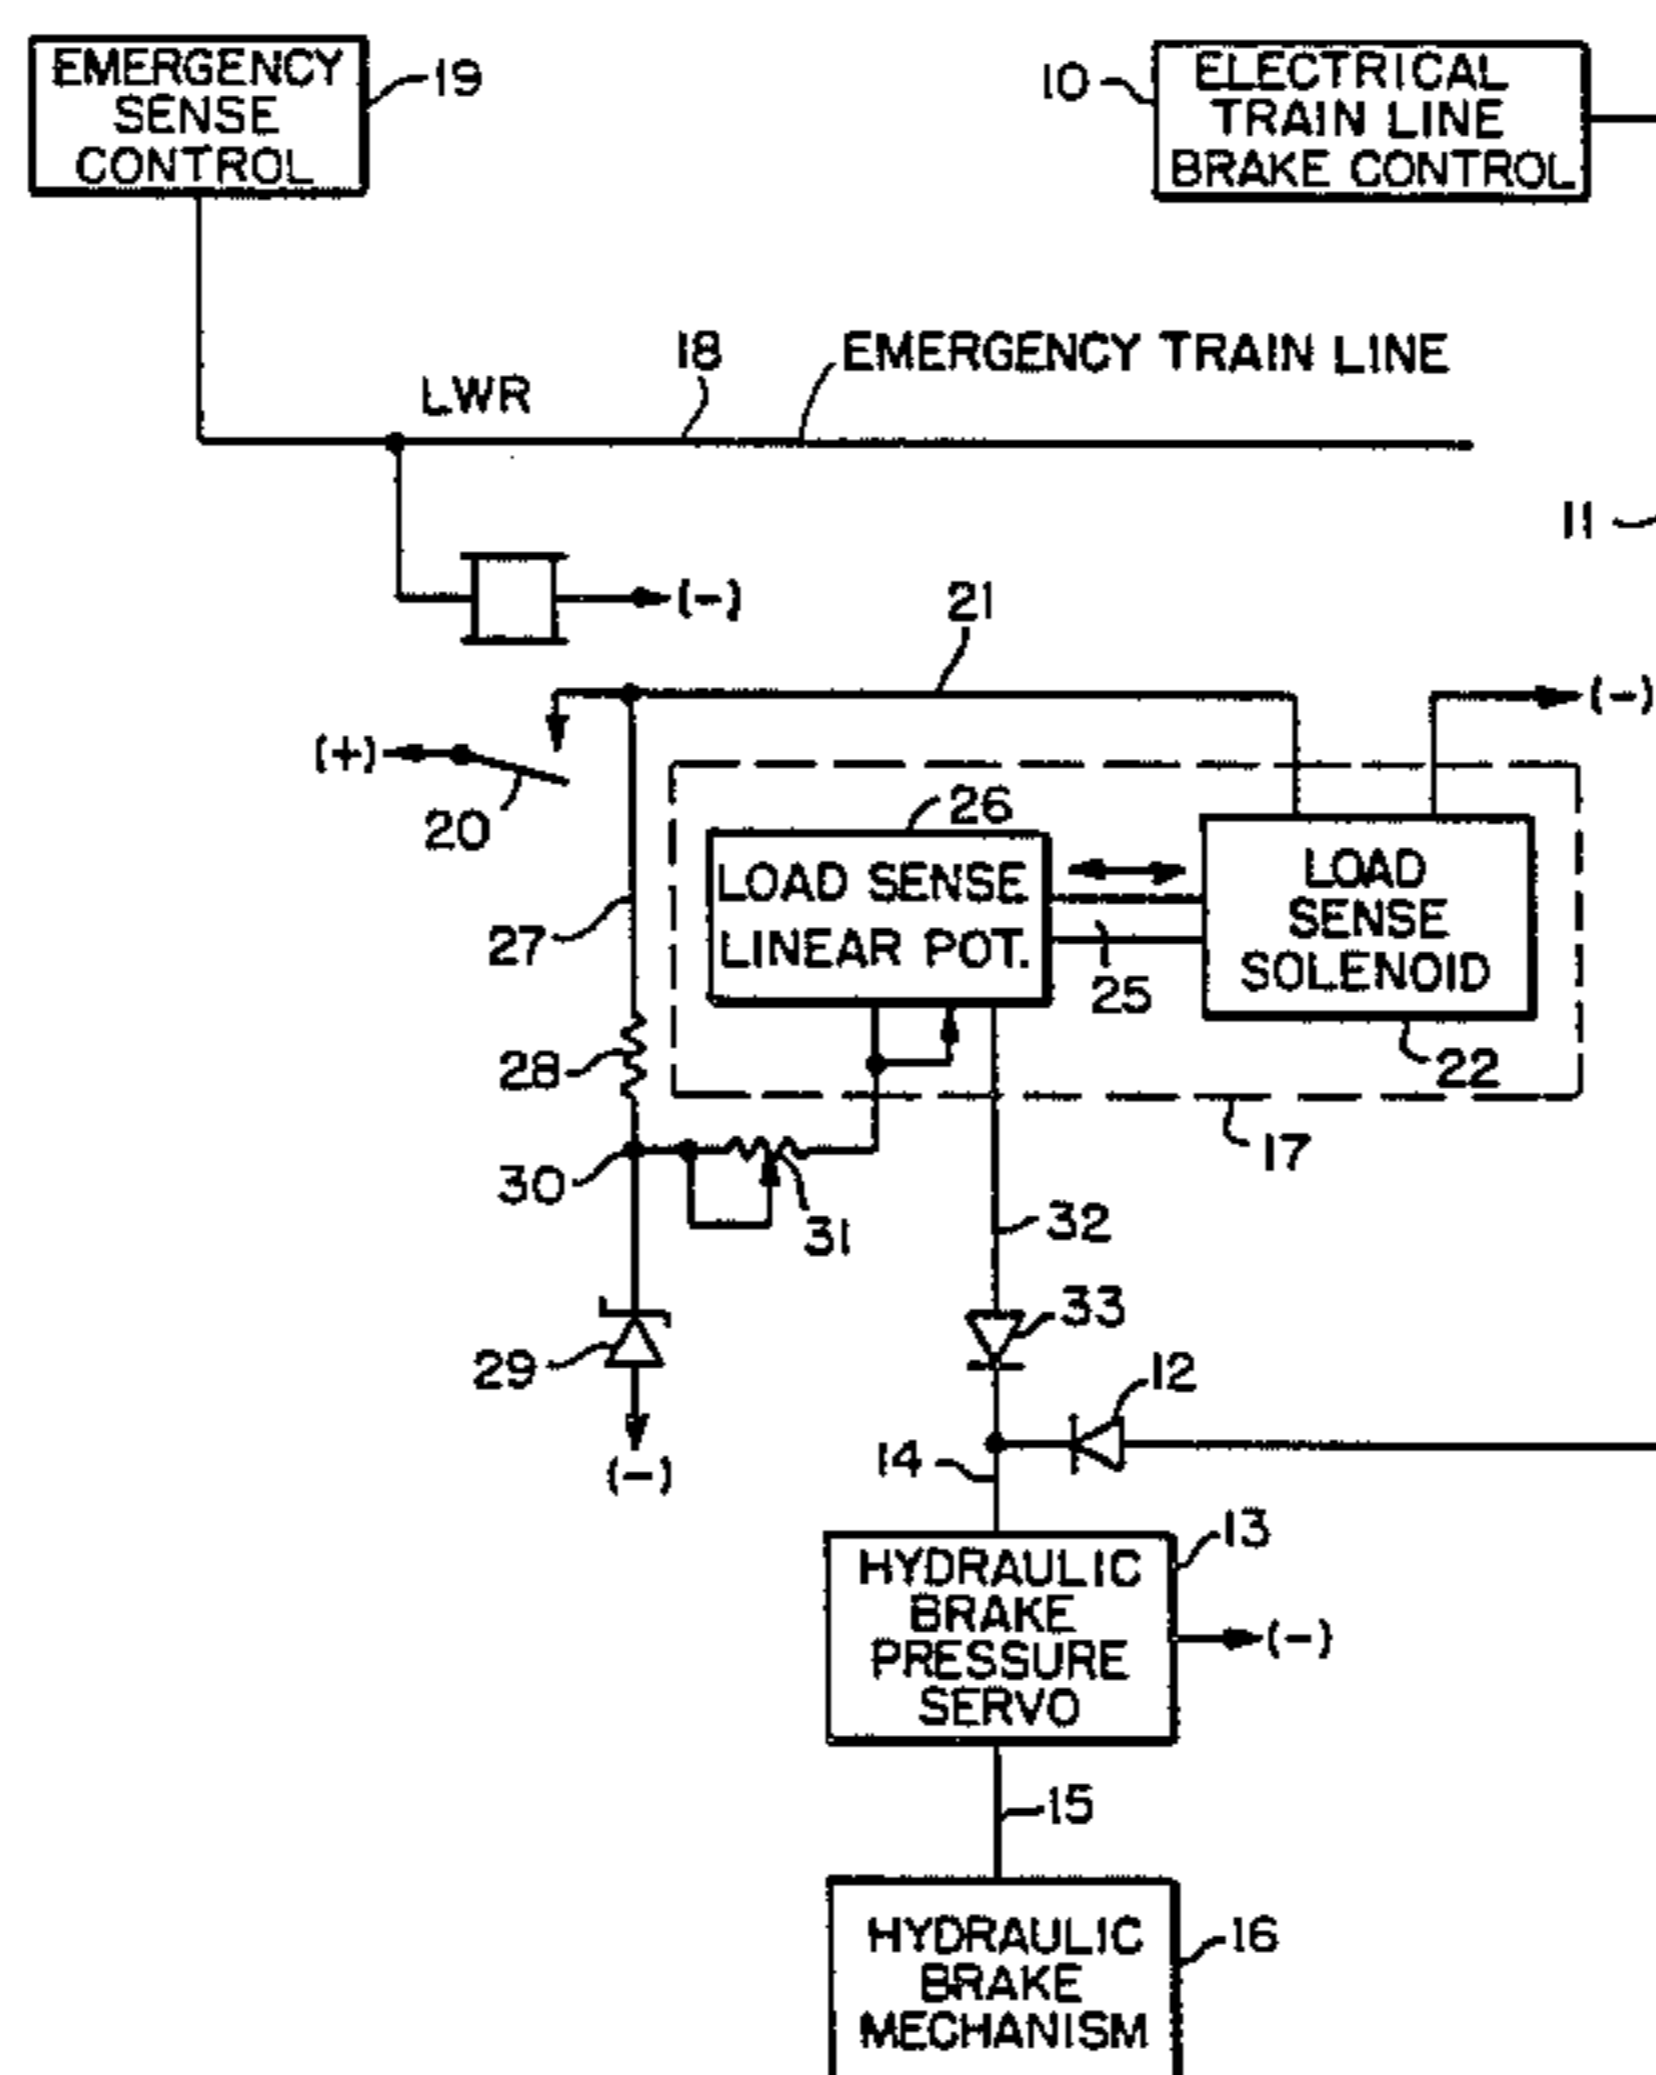 EMERGENCY
SENSE
CONTROL
19
10
ELECTRICAL
TRAIN LINE
BRAKE CONTROL
18
EMERGENCY TRAIN LINE
LWR
11
(-)
21
(-)
(+)
20
26
LOAD SENSE
LINEAR POT.
LOAD
SENSE
SOLENOID
27
25
28
22
17
30
31
32
33
29
12
(-)
14
13
HYDRAULIC
BRAKE
PRESSURE
SERVO
(-)
15
HYDRAULIC
BRAKE
MECHANISM
16